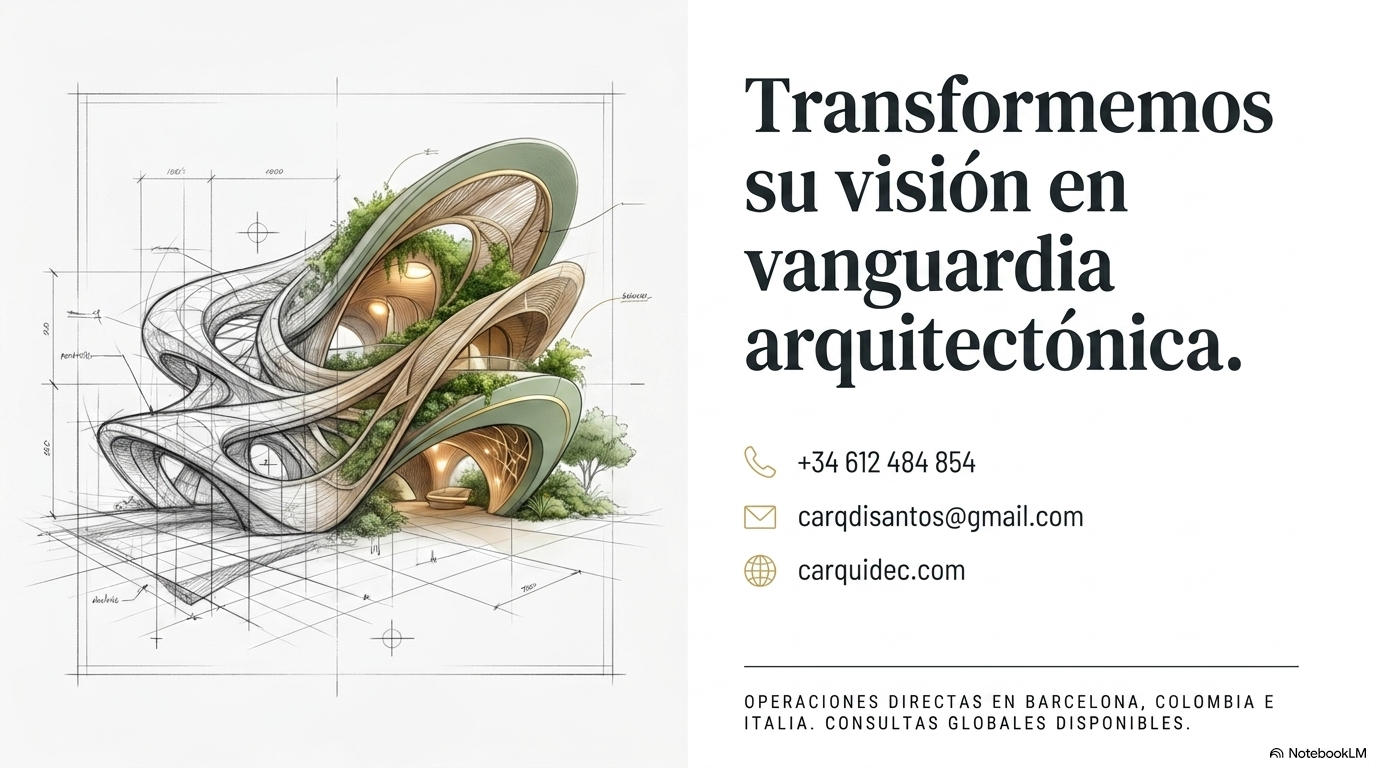 Transformemos
su visión en
vanguardia
arquitectónica.
+34 612 484 854
carqdisantos@gmail.com
carquidec.com
OPERACIONES DIRECTAS EN BARCELONA, COLOMBIA E
ITALIA. CONSULTAS GLOBALES DISPONIBLES.
NotebookLM